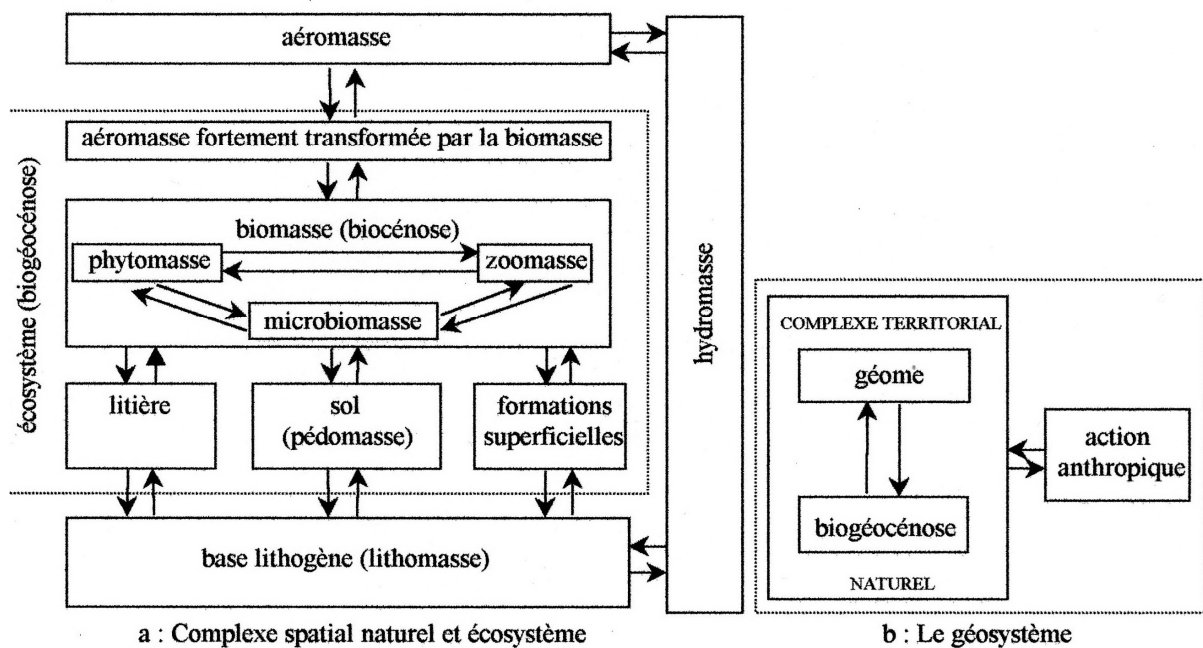 aéromasse
aéromasse fortement transformée par la biomasse
écosystème (biogéocénose)
biomasse (biocénose)
phytomasse
zoomasse
microbiomasse
litière
sol
(pédomasse)
formations
superficielles
base lithogène (lithomasse)
hydromasse
a : Complexe spatial naturel et écosystème
COMPLEXE TERRITORIAL
géome
biogéocénose
NATUREL
action
anthropique
b : Le géosystème